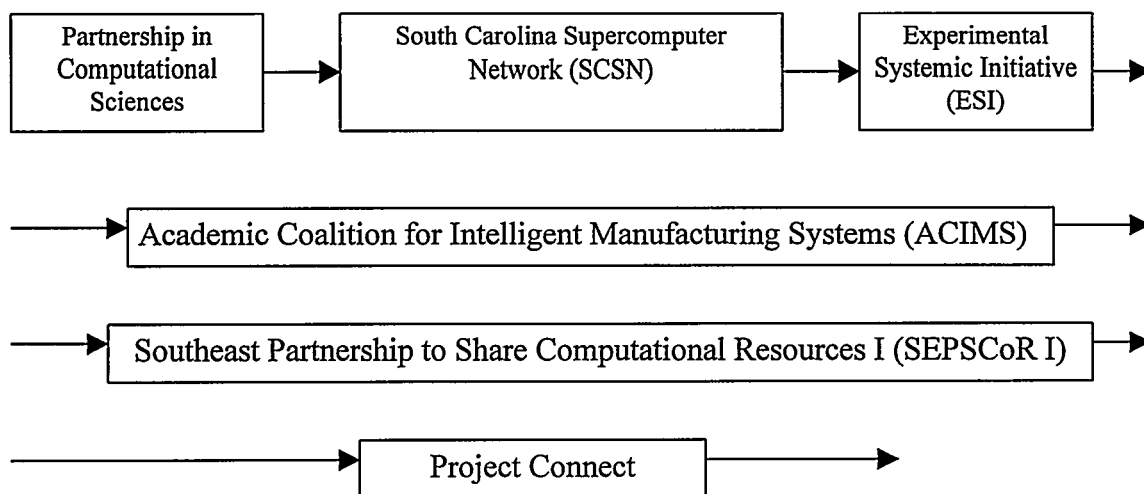 Partnership in
Computational
Sciences
South Carolina Supercomputer
Network (SCSN)
Experimental
Systemic Initiative
(ESI)
Academic Coalition for Intelligent Manufacturing Systems (ACIMS)
Southeast Partnership to Share Computational Resources I (SEPSCoR I)
Project Connect